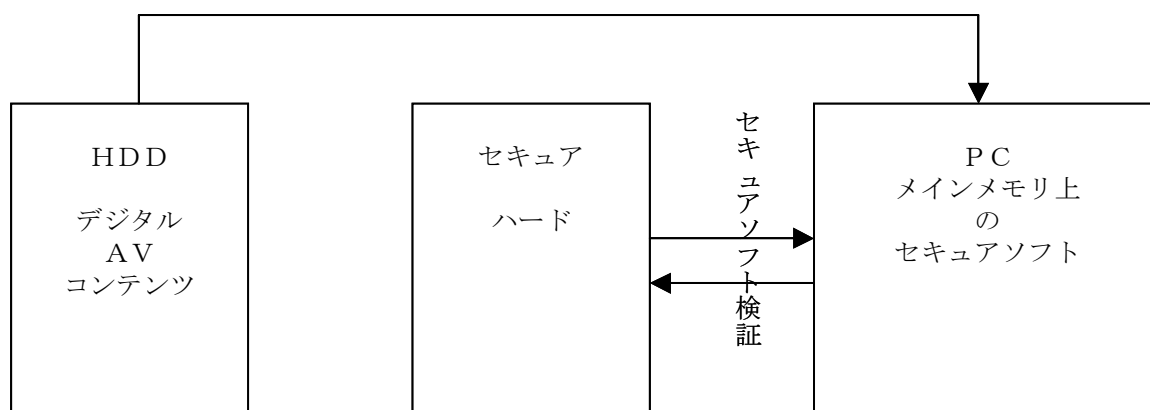 ＨＤＤ
デジタル
ＡＶ
コンテンツ
セキュア
ハード
セキュアソフト検証
ＰＣ
メインメモリ上
の
セキュアソフト